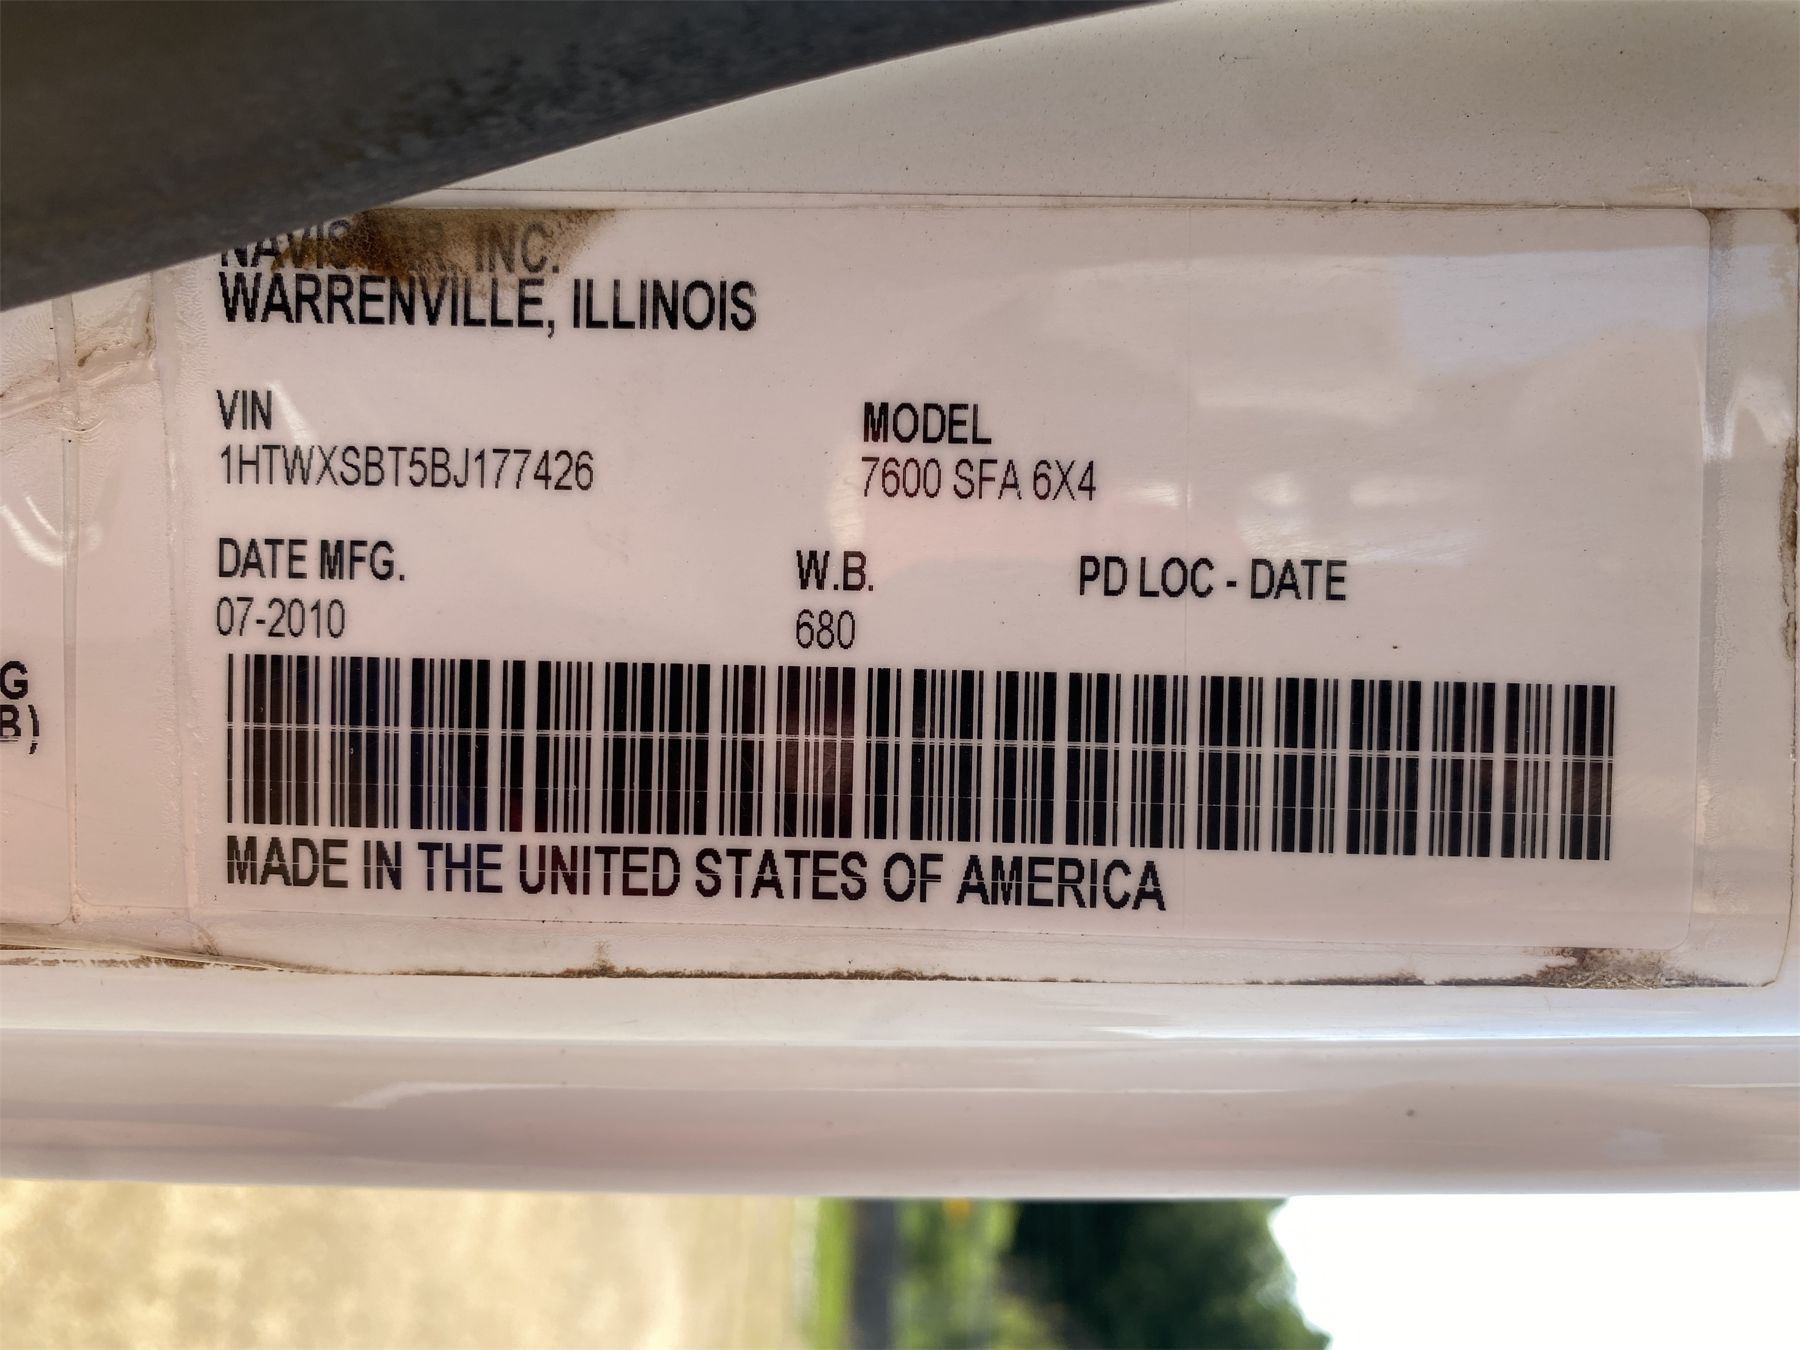 INC.
WARRENVILLE, ILLINOIS
VIN
1HTWXSBT5BJ177426
MODEL
7600 SFA 6X4
DATE MFG.
07-2010
W.B.
680
PD LOC - DATE
G
B)
MADE IN THE UNITED STATES OF AMERICA